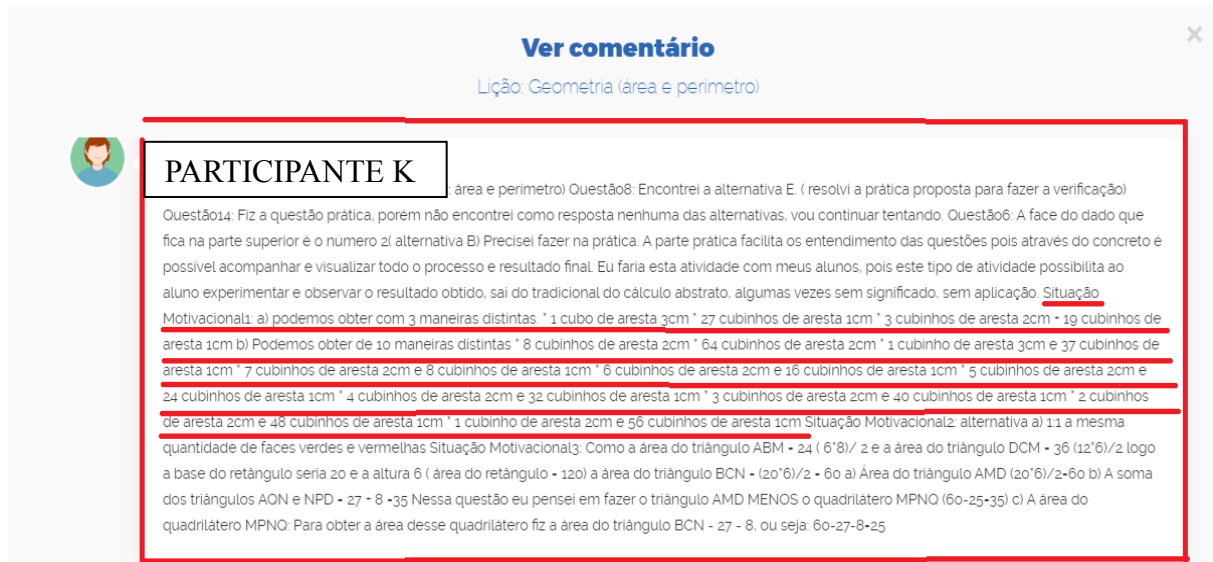 Ver comentário
Lição: Geometria (área e perímetro)
PARTICIPANTE K
: área e perímetro) Questão8: Encontrei a alternativa E. ( resolvi a prática proposta para fazer a verificação)
Questão14: Fiz a questão prática, porém não encontrei como resposta nenhuma das alternativas, vou continuar tentando. Questão6: A face do dado que
fica na parte superior é o número 2( alternativa B) Precisei fazer na prática. A parte prática facilita os entendimento das questões pois através do concreto é
possível acompanhar e visualizar todo o processo e resultado final. Eu faria esta atividade com meus alunos, pois este tipo de atividade possibilita ao
aluno experimentar e observar o resultado obtido, sai do tradicional do cálculo abstrato, algumas vezes sem significado, sem aplicação. Situação
Motivacional1: a) podemos obter com 3 maneiras distintas. * 1 cubo de aresta 3cm * 27 cubinhos de aresta 1cm * 3 cubinhos de aresta 2cm + 19 cubinhos de
aresta 1cm b) Podemos obter de 10 maneiras distintas * 8 cubinhos de aresta 2cm * 64 cubinhos de aresta 2cm * 1 cubinho de aresta 3cm e 37 cubinhos de
aresta 1cm * 7 cubinhos de aresta 2cm e 8 cubinhos de aresta 1cm * 6 cubinhos de aresta 2cm e 16 cubinhos de aresta 1cm * 5 cubinhos de aresta 2cm e
24 cubinhos de aresta 1cm * 4 cubinhos de aresta 2cm e 32 cubinhos de aresta 1cm * 3 cubinhos de aresta 2cm e 40 cubinhos de aresta 1cm * 2 cubinhos
de aresta 2cm e 48 cubinhos de aresta 1cm * 1 cubinho de aresta 2cm e 56 cubinhos de aresta 1cm Situação Motivacional2: alternativa a) 1:1 a mesma
quantidade de faces verdes e vermelhas Situação Motivacional3: Como a área do triângulo ABM = 24 ( 6*8)/ 2 e a área do triângulo DCM = 36 (12*6)/2 logo
a base do retângulo seria 20 e a altura 6 ( área do retângulo = 120) a área do triângulo BCN = (20*6)/2 = 60 a) Área do triângulo AMD (20*6)/2=60 b) A soma
dos triângulos AQN e NPD = 27 + 8 =35 Nessa questão eu pensei em fazer o triângulo AMD MENOS o quadrilátero MPNQ (60-25=35) c) A área do
quadrilátero MPNQ: Para obter a área desse quadrilátero fiz a área do triângulo BCN - 27 - 8, ou seja: 60-27-8=25